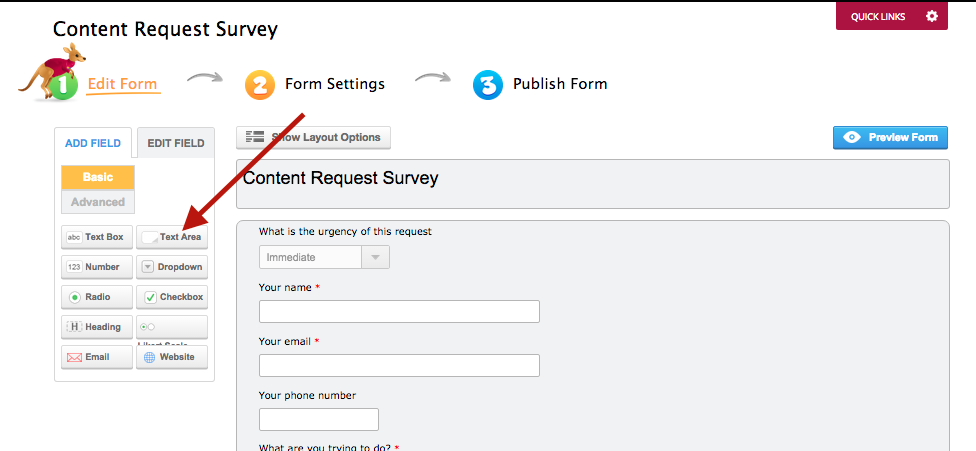 QUICK LINKS
Content Request Survey
1 Edit Form
2 Form Settings
3 Publish Form
ADD FIELD
EDIT FIELD
Show Layout Options
Preview Form
Basic
Advanced
Content Request Survey
abc Text Box
Text Area
123 Number
Dropdown
Radio
Checkbox
H Heading
Likert Scale
Email
Website
What is the urgency of this request
Immediate
Your name *
Your email *
Your phone number
What are you trying to do? *